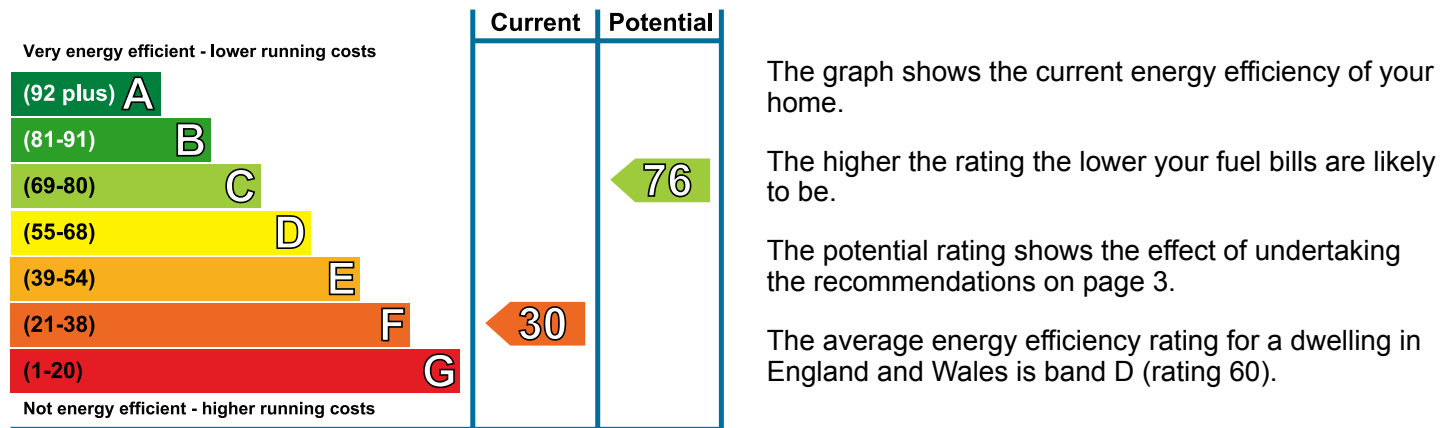 Current Potential
Very energy efficient - lower running costs
(92 plus) A
(81-91) B
(69-80) C
76
(55-68) D
(39-54) E
(21-38) F
30
(1-20) G
Not energy efficient - higher running costs
The graph shows the current energy efficiency of your
home.
The higher the rating the lower your fuel bills are likely
to be.
The potential rating shows the effect of undertaking
the recommendations on page 3.
The average energy efficiency rating for a dwelling in
England and Wales is band D (rating 60).